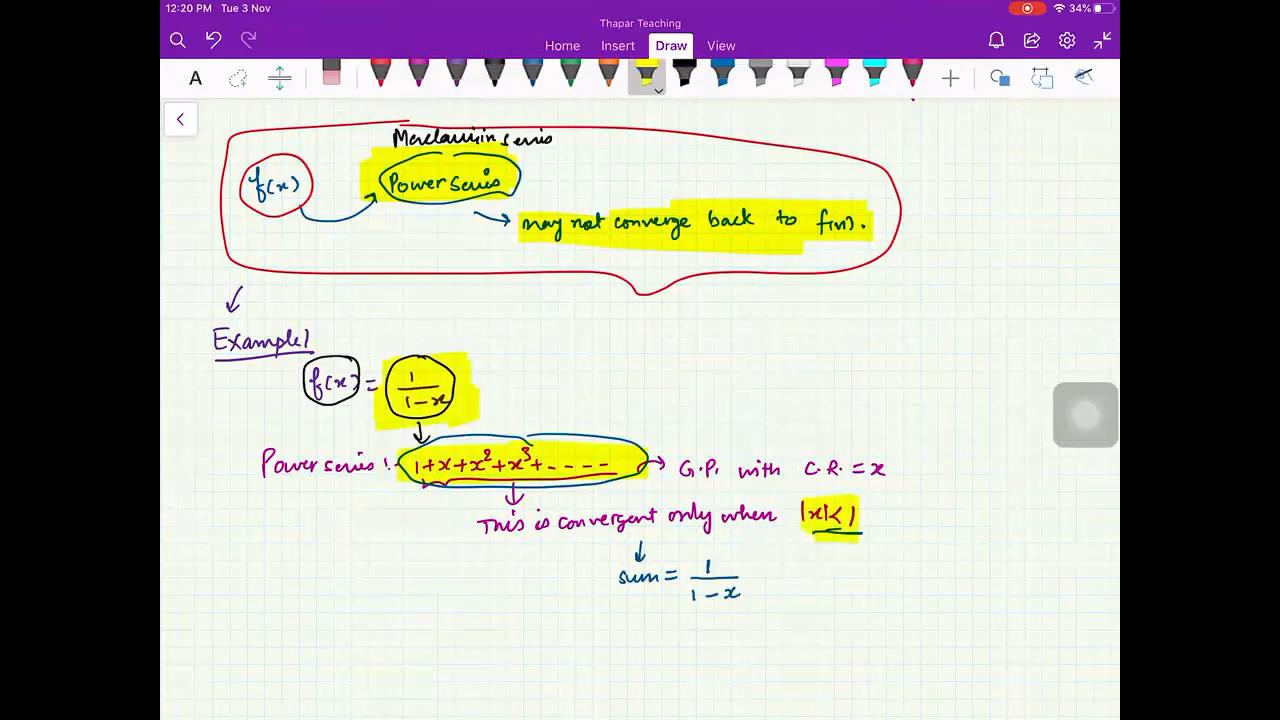 12:20 PM Tue 3 Nov
34%
Thapar Teaching
Home Insert Draw View
A
Maclaurin series
f(x)
Power series
may not converge back to f(x).
Example 1
f(x) = 1/(1-x)
Power series :- 1+x+x²+x³+---- → G.P. with C.R. = x
This is convergent only when |x|<1
sum = 1/(1-x)